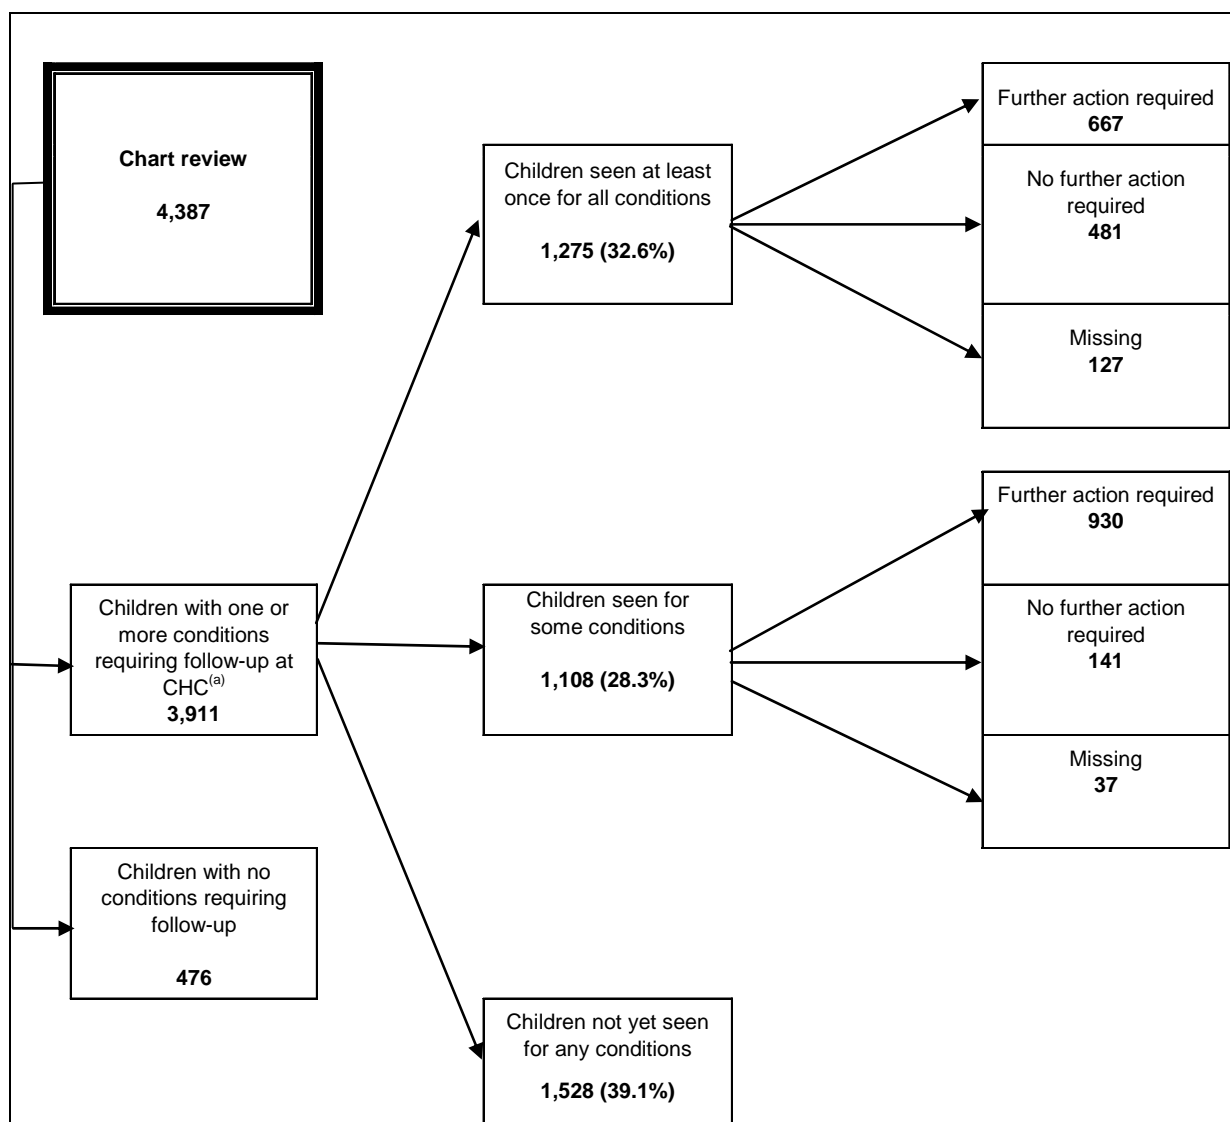 Chart review
4,387
Children with one or
more conditions
requiring follow-up at
CHC(a)
3,911
Children with no
conditions requiring
follow-up
476
Children seen at least
once for all conditions
1,275 (32.6%)
Children seen for
some conditions
1,108 (28.3%)
Children not yet seen
for any conditions
1,528 (39.1%)
Further action required
667
No further action
required
481
Missing
127
Further action required
930
No further action
required
141
Missing
37